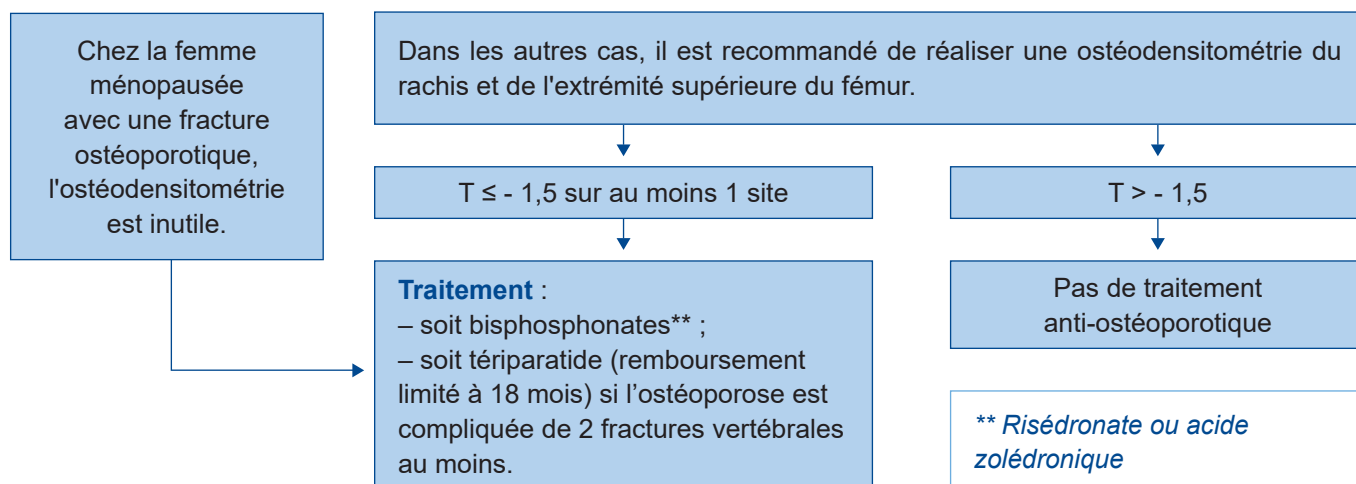 Chez la femme
ménopausée
avec une fracture
ostéoporotique,
l'ostéodensitométrie
est inutile.
Dans les autres cas, il est recommandé de réaliser une ostéodensitométrie du
rachis et de l'extrémité supérieure du fémur.
T ≤ - 1,5 sur au moins 1 site
T > - 1,5
Traitement :
– soit bisphosphonates** ;
– soit tériparatide (remboursement
limité à 18 mois) si l’ostéoporose est
compliquée de 2 fractures vertébrales
au moins.
Pas de traitement
anti-ostéoporotique
** Risédronate ou acide
zolédronique